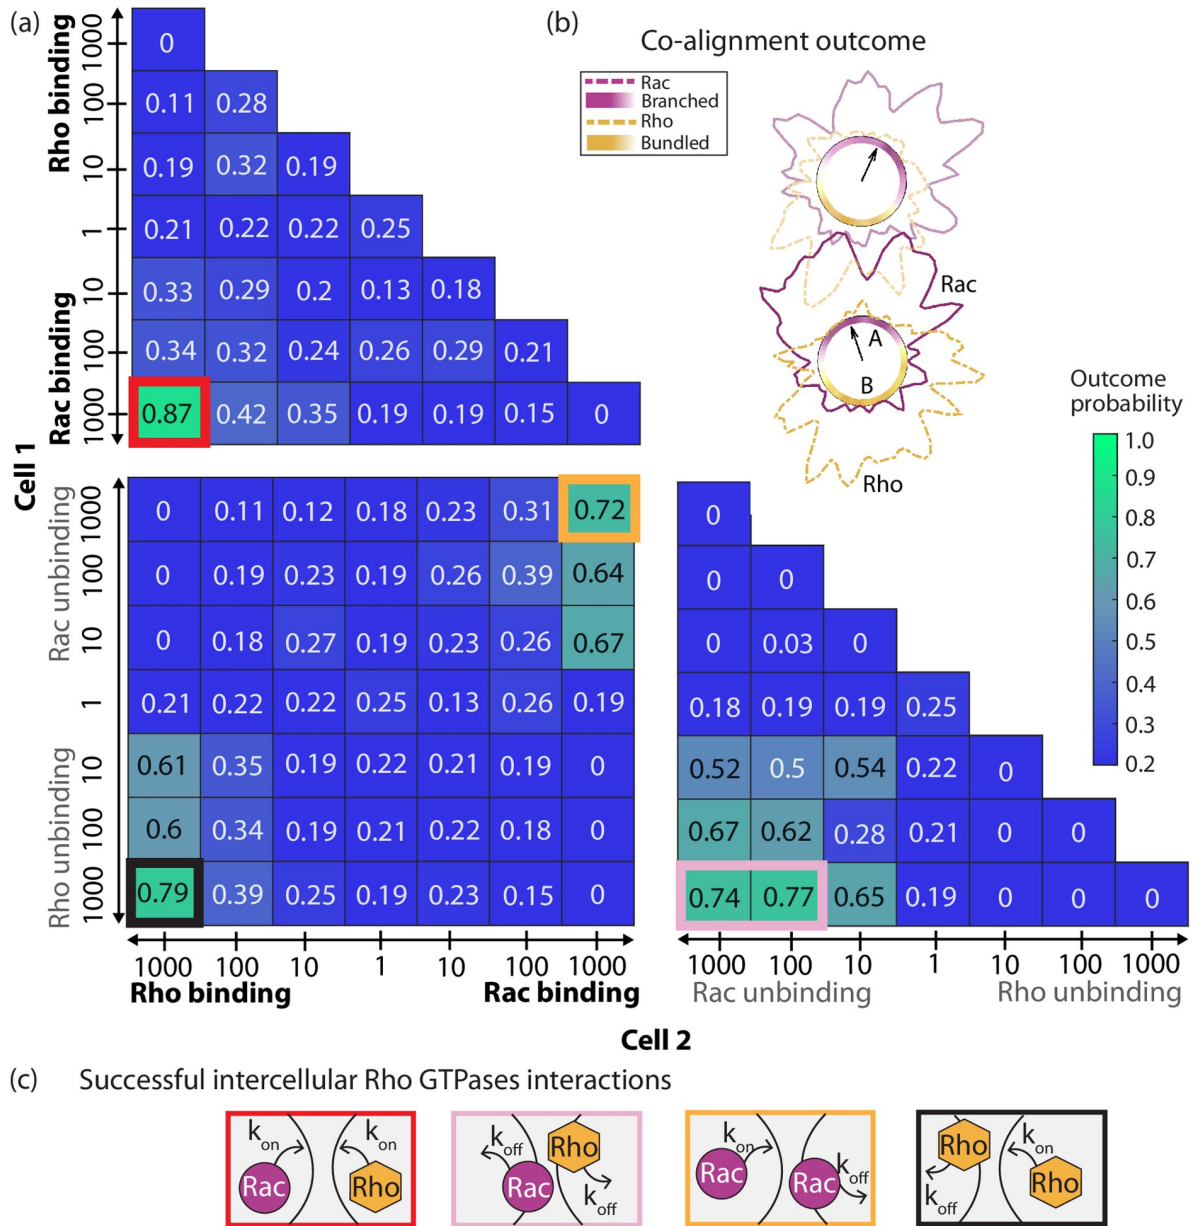 (a)
Cell 1
Rho binding
1000
100
10
1
10
100
1000
Rac binding
0
0.11 0.28
0.19 0.32 0.19
0.21 0.22 0.22 0.25
0.33 0.29 0.2 0.13 0.18
0.34 0.32 0.24 0.26 0.29 0.21
0.87 0.42 0.35 0.19 0.19 0.15 0
(b)
Co-alignment outcome
Rac
Branched
Rho
Bundled
Rac
A
B
Rho
Outcome
probability
1.0
0.9
0.8
0.7
0.6
0.5
0.4
0.3
0.2
Rac unbinding
1000
100
10
1
10
100
1000
Rho unbinding
0 0.11 0.12 0.18 0.23 0.31 0.72
0 0.19 0.23 0.19 0.26 0.39 0.64
0 0.18 0.27 0.19 0.23 0.26 0.67
0.21 0.22 0.22 0.25 0.13 0.26 0.19
0.61 0.35 0.19 0.22 0.21 0.19 0
0.6 0.34 0.19 0.21 0.22 0.18 0
0.79 0.39 0.25 0.19 0.23 0.15 0
1000 100 10 1 10 100 1000
Rho binding Rac binding
0
0 0
0 0.03 0
0.18 0.19 0.19 0.25
0.52 0.5 0.54 0.22 0
0.67 0.62 0.28 0.21 0 0
0.74 0.77 0.65 0.19 0 0 0
1000 100 10 1 10 100 1000
Rac unbinding Rho unbinding
Cell 2
(c) Successful intercellular Rho GTPases interactions
kon kon
Rac Rho
koff Rho
Rac
koff
kon
Rac Rac koff
Rho kon
koff Rho